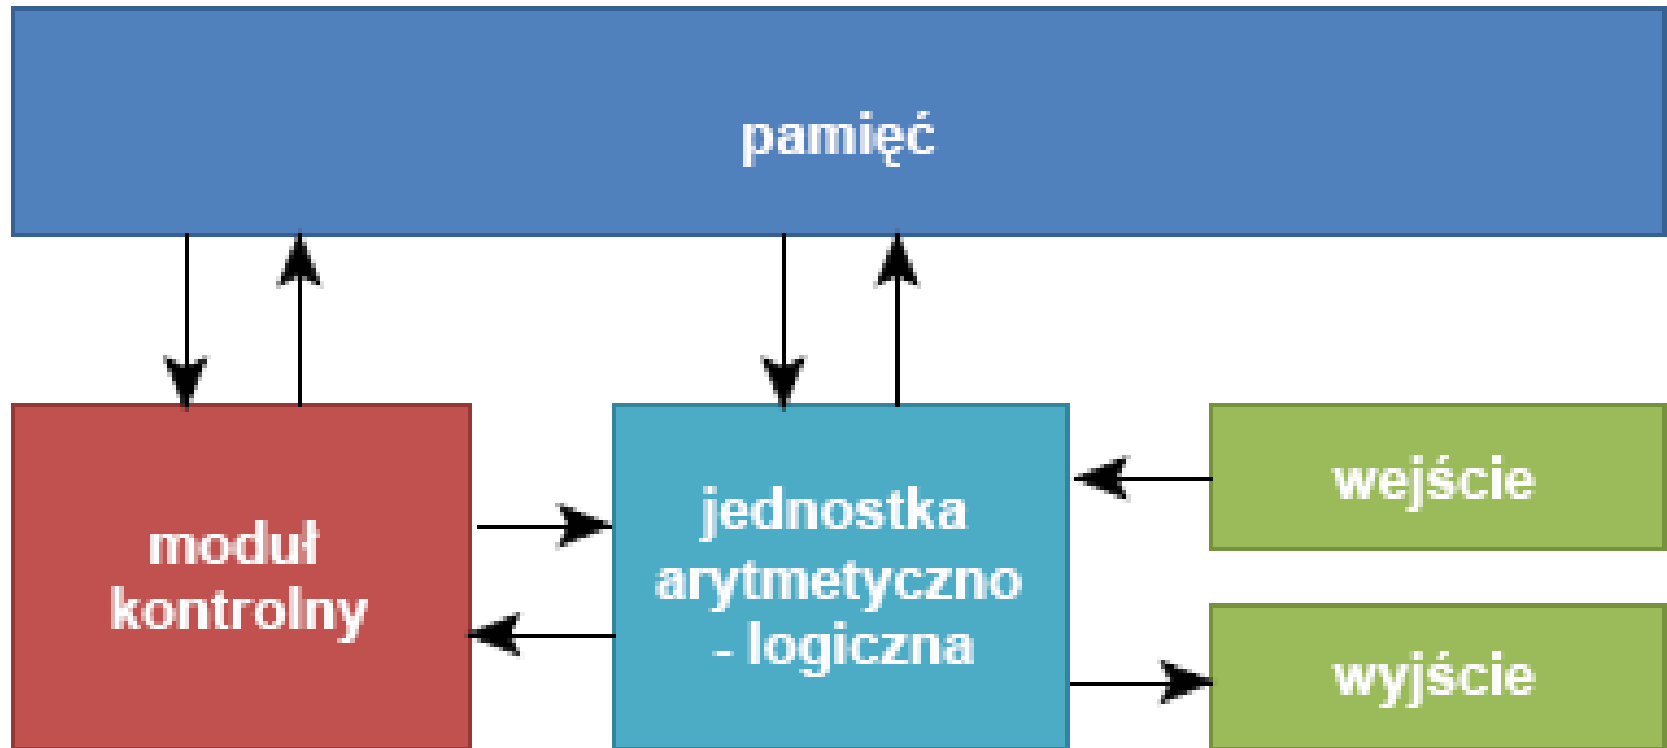 pamięć
moduł
kontrolny
jednostka
arytmetyczno
- logiczna
wejście
wyjście